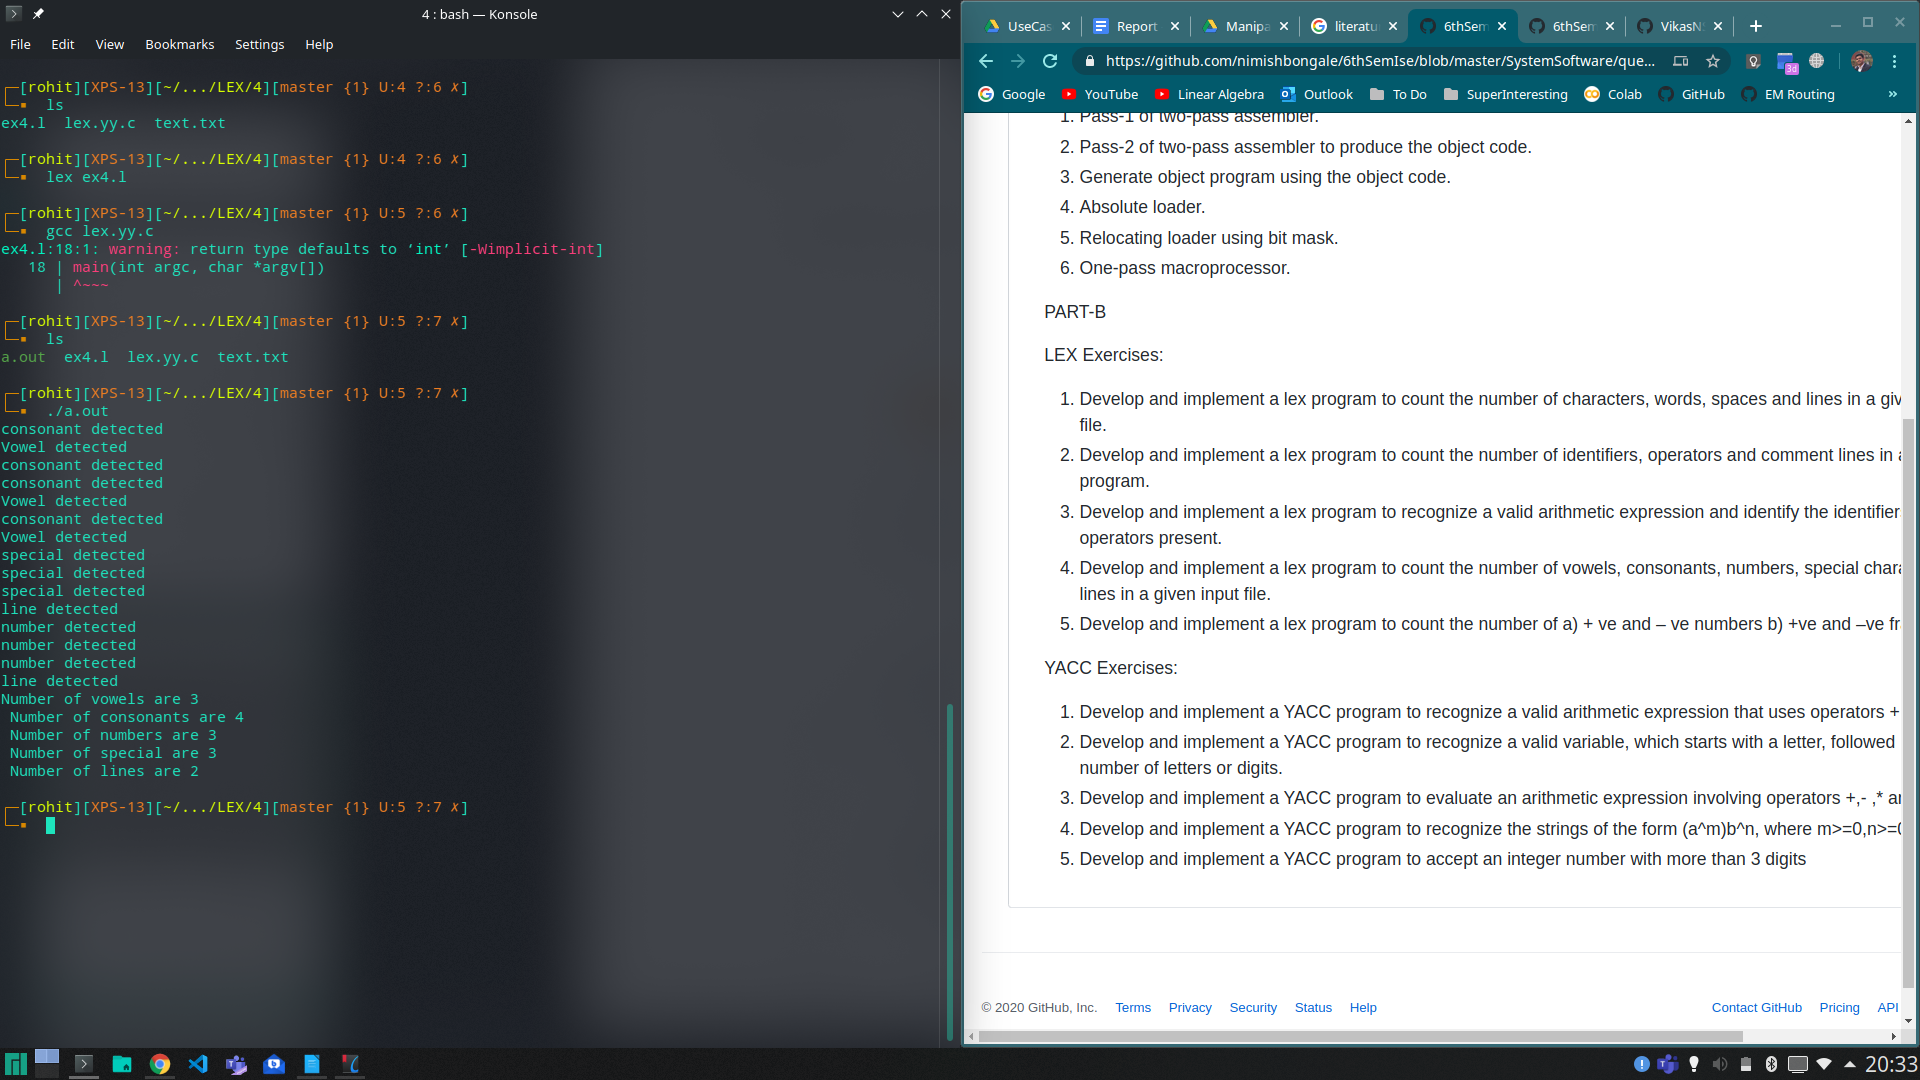 4 : bash — Konsole
File Edit View Bookmarks Settings Help
[rohit][XPS-13][~/.../LEX/4][master {1} U:4 ?:6 ✗]
ls
ex4.l lex.yy.c text.txt
[rohit][XPS-13][~/.../LEX/4][master {1} U:4 ?:6 ✗]
lex ex4.l
[rohit][XPS-13][~/.../LEX/4][master {1} U:5 ?:6 ✗]
gcc lex.yy.c
ex4.l:18:1: warning: return type defaults to ‘int’ [-Wimplicit-int]
18 | main(int argc, char *argv[])
| ^~~~
[rohit][XPS-13][~/.../LEX/4][master {1} U:5 ?:7 ✗]
ls
a.out ex4.l lex.yy.c text.txt
[rohit][XPS-13][~/.../LEX/4][master {1} U:5 ?:7 ✗]
./a.out
consonant detected
Vowel detected
consonant detected
consonant detected
Vowel detected
consonant detected
Vowel detected
special detected
special detected
special detected
line detected
number detected
number detected
number detected
line detected
Number of vowels are 3
Number of consonants are 4
Number of numbers are 3
Number of special are 3
Number of lines are 2
[rohit][XPS-13][~/.../LEX/4][master {1} U:5 ?:7 ✗]
UseCas Report Manipa literatu 6thSem 6thSem VikasN
https://github.com/nimishbongale/6thSemIse/blob/master/SystemSoftware/que...
3d
Google YouTube Linear Algebra Outlook To Do SuperInteresting Colab GitHub EM Routing »
1. Pass-1 of two-pass assembler.
2. Pass-2 of two-pass assembler to produce the object code.
3. Generate object program using the object code.
4. Absolute loader.
5. Relocating loader using bit mask.
6. One-pass macroprocessor.
PART-B
LEX Exercises:
1. Develop and implement a lex program to count the number of characters, words, spaces and lines in a giv
file.
2. Develop and implement a lex program to count the number of identifiers, operators and comment lines in a
program.
3. Develop and implement a lex program to recognize a valid arithmetic expression and identify the identifier
operators present.
4. Develop and implement a lex program to count the number of vowels, consonants, numbers, special chara
lines in a given input file.
5. Develop and implement a lex program to count the number of a) + ve and – ve numbers b) +ve and –ve fr
YACC Exercises:
1. Develop and implement a YACC program to recognize a valid arithmetic expression that uses operators +
2. Develop and implement a YACC program to recognize a valid variable, which starts with a letter, followed
number of letters or digits.
3. Develop and implement a YACC program to evaluate an arithmetic expression involving operators +,- ,* an
4. Develop and implement a YACC program to recognize the strings of the form (a^m)b^n, where m>=0,n>=0
5. Develop and implement a YACC program to accept an integer number with more than 3 digits
© 2020 GitHub, Inc. Terms Privacy Security Status Help Contact GitHub Pricing API
20:33